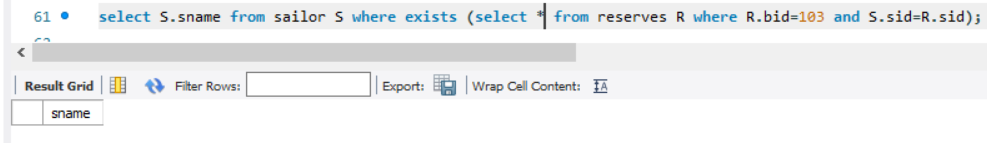 61 select S.sname from sailor S where exists (select * from reserves R where R.bid=103 and S.sid=R.sid);
Result Grid Filter Rows: Export: Wrap Cell Content: IA
sname